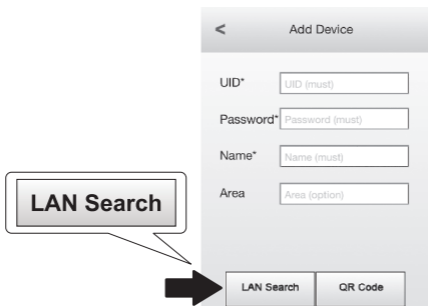 < Add Device
UID* UID (must)
Password* Password (must)
Name* Name (must)
Area Area (option)
LAN Search
LAN Search QR Code